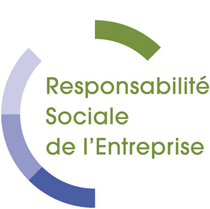 Responsabilité
Sociale
de l'Entreprise